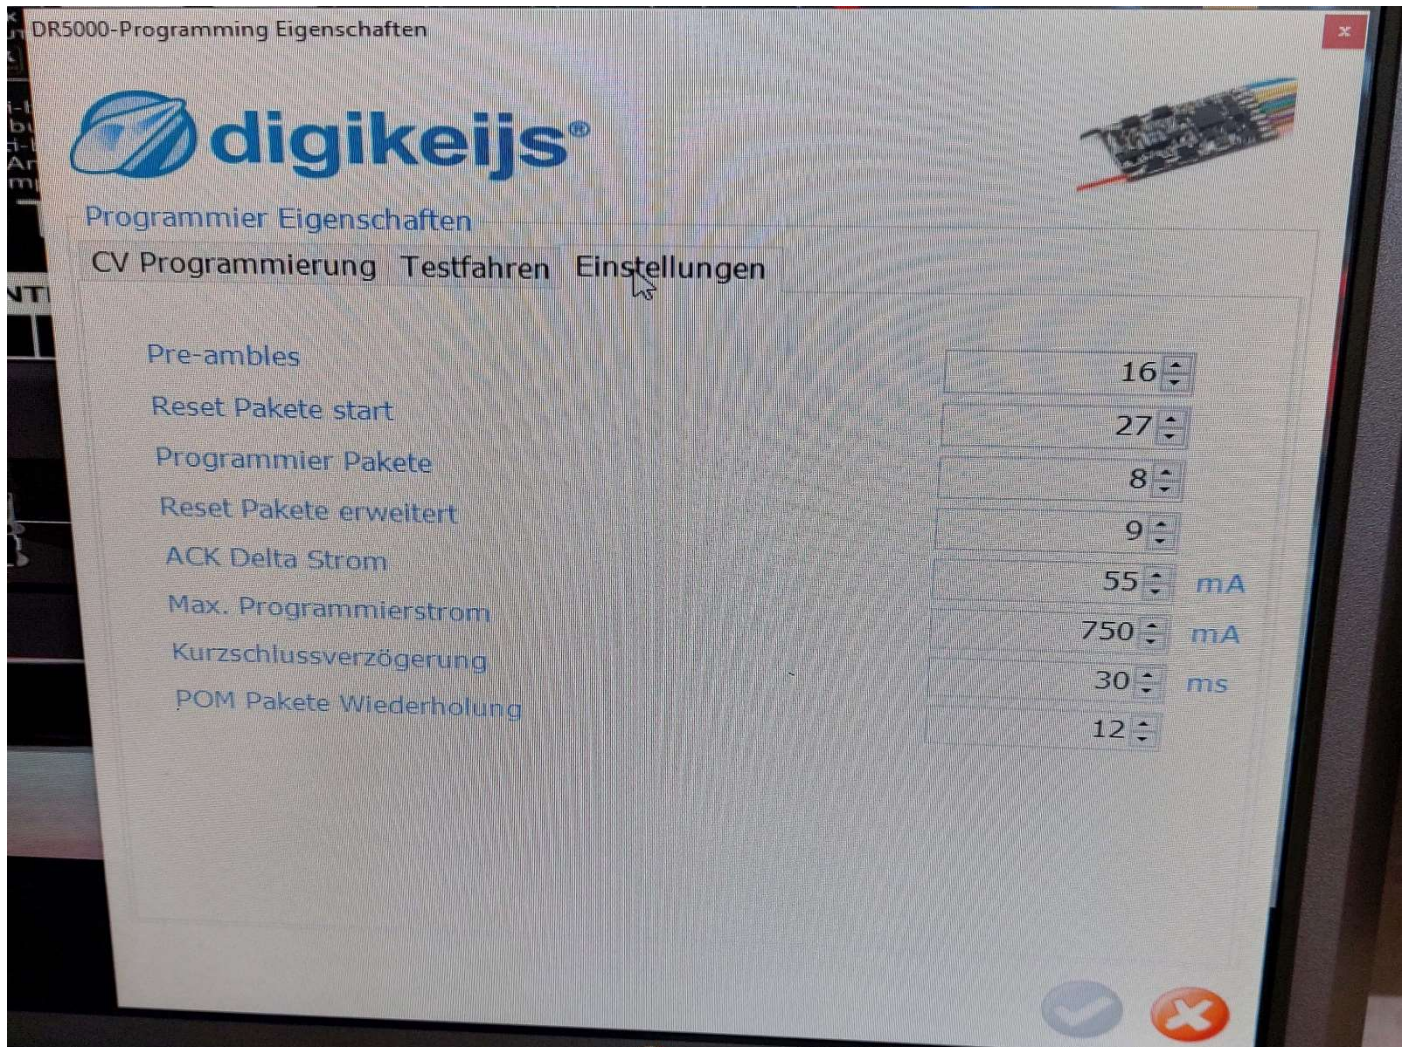 DR5000-Programming Eigenschaften
digikeijs®
Programmier Eigenschaften
CV Programmierung Testfahren Einstellungen
Pre-ambles 16
Reset Pakete start 27
Programmier Pakete 8
Reset Pakete erweitert 9
ACK Delta Strom 55 mA
Max. Programmierstrom 750 mA
Kurzschlussverzögerung 30 ms
POM Pakete Wiederholung 12